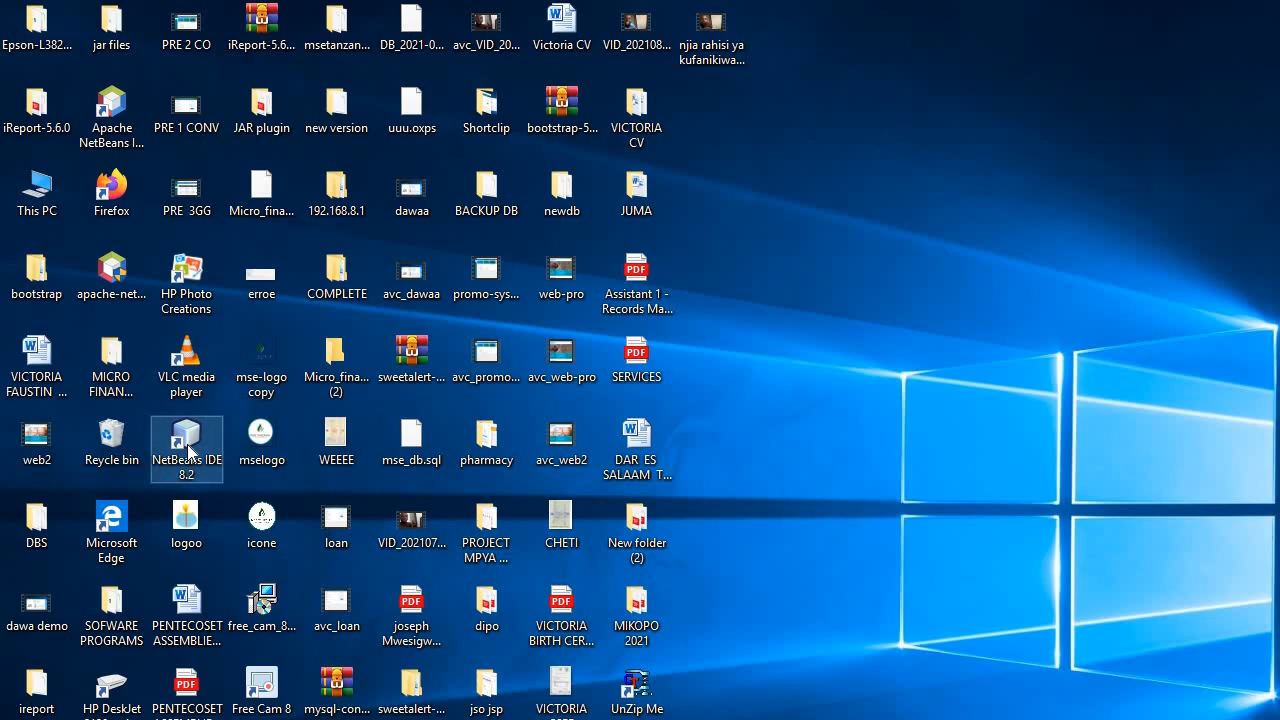 Epson-L382...
jar files
PRE 2 CO
iReport-5.6...
msetanzan...
DB_2021-0...
avc_VID_20...
Victoria CV
VID_202108...
njia rahisi ya
kufanikiwa...
iReport-5.6.0
Apache
NetBeans I...
PRE 1 CONV
JAR plugin
new version
uuu.oxps
Shortclip
bootstrap-5...
VICTORIA
CV
This PC
Firefox
PRE 3GG
Micro_fina...
192.168.8.1
dawaa
BACKUP DB
newdb
JUMA
bootstrap
apache-net...
HP Photo
Creations
erroe
COMPLETE
avc_dawaa
promo-sys...
web-pro
PDF
Assistant 1 -
Records Ma...
VICTORIA
FAUSTIN ...
MICRO
FINAN...
VLC media
player
mse-logo
copy
Micro_fina...
(2)
sweetalert-...
avc_promo...
avc_web-pro
PDF
SERVICES
web2
Reycle bin
NetBeans IDE
8.2
mselogo
WEEEE
mse_db.sql
pharmacy
avc_web2
DAR ES
SALAAM T...
DBS
Microsoft
Edge
logoo
icone
loan
VID_202107...
PROJECT
MPYA ...
CHETI
New folder
(2)
dawa demo
SOFWARE
PROGRAMS
PENTECOSET
ASSEMBLIE...
free_cam_8...
avc_loan
PDF
joseph
Mwesigw...
dipo
PDF
VICTORIA
BIRTH CER...
MIKOPO
2021
ireport
HP DeskJet
PDF
PENTECOSET
Free Cam 8
mysql-con...
sweetalert-...
jso jsp
VICTORIA
UnZip Me